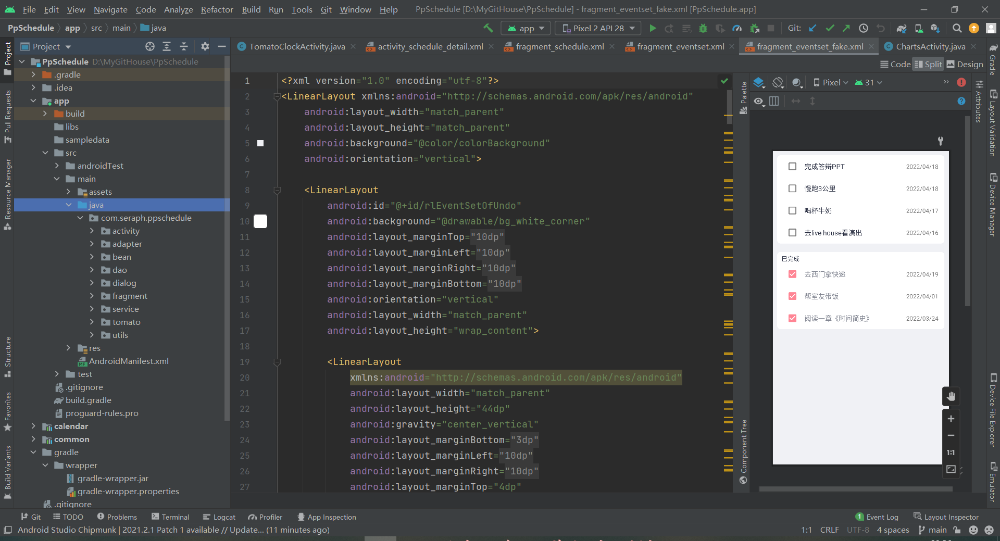 File Edit View Navigate Code Analyze Refactor Build Run Tools Git Window Help PpSchedule [D:\MyGitHouse\PpSchedule] - fragment_eventset_fake.xml [PpSchedule.app]
PpSchedule app src main java app Pixel 2 API 28 Git:
Project
TomatoClockActivity.java activity_schedule_detail.xml fragment_schedule.xml fragment_eventset.xml fragment_eventset_fake.xml ChartsActivity.java
Code Split Design
Pixel 31
Project
Pull Requests
Resource Manager
Structure
Favorites
Build Variants
PpSchedule D:\MyGitHouse\PpSchedule
.gradle
.idea
app
build
libs
sampledata
src
androidTest
main
assets
java
com.seraph.ppschedule
activity
adapter
bean
dao
dialog
fragment
service
tomato
utils
res
AndroidManifest.xml
test
.gitignore
build.gradle
proguard-rules.pro
calendar
common
gradle
wrapper
gradle-wrapper.jar
gradle-wrapper.properties
.gitignore
1 <?xml version="1.0" encoding="utf-8"?>
2 <LinearLayout xmlns:android="http://schemas.android.com/apk/res/android"
3 android:layout_width="match_parent"
4 android:layout_height="match_parent"
5 android:background="@color/colorBackground"
6 android:orientation="vertical">
7
8 <LinearLayout
9 android:id="@+id/rlEventSetOfUndo"
10 android:background="@drawable/bg_white_corner"
11 android:layout_marginTop="10dp"
12 android:layout_marginLeft="10dp"
13 android:layout_marginRight="10dp"
14 android:layout_marginBottom="10dp"
15 android:orientation="vertical"
16 android:layout_width="match_parent"
17 android:layout_height="wrap_content">
18
19 <LinearLayout
20 xmlns:android="http://schemas.android.com/apk/res/android"
21 android:layout_width="match_parent"
22 android:layout_height="44dp"
23 android:gravity="center_vertical"
24 android:layout_marginBottom="3dp"
25 android:layout_marginLeft="10dp"
26 android:layout_marginRight="10dp"
27 android:layout_marginTop="4dp"
Palette
Component Tree
完成答辩PPT 2022/04/18
慢跑3公里 2022/04/18
喝杯牛奶 2022/04/17
去live house看演出 2022/04/16
已完成
去西门拿快递 2022/04/19
帮室友带饭 2022/04/01
阅读一章《时间简史》 2022/03/24
1:1
Attributes
Gradle
Layout Validation
Device Manager
Device File Explorer
Emulator
Git TODO Problems Terminal Logcat Profiler App Inspection 1 Event Log Layout Inspector
Android Studio Chipmunk | 2021.2.1 Patch 1 available // Update... (11 minutes ago) 1:1 CRLF UTF-8 4 spaces main